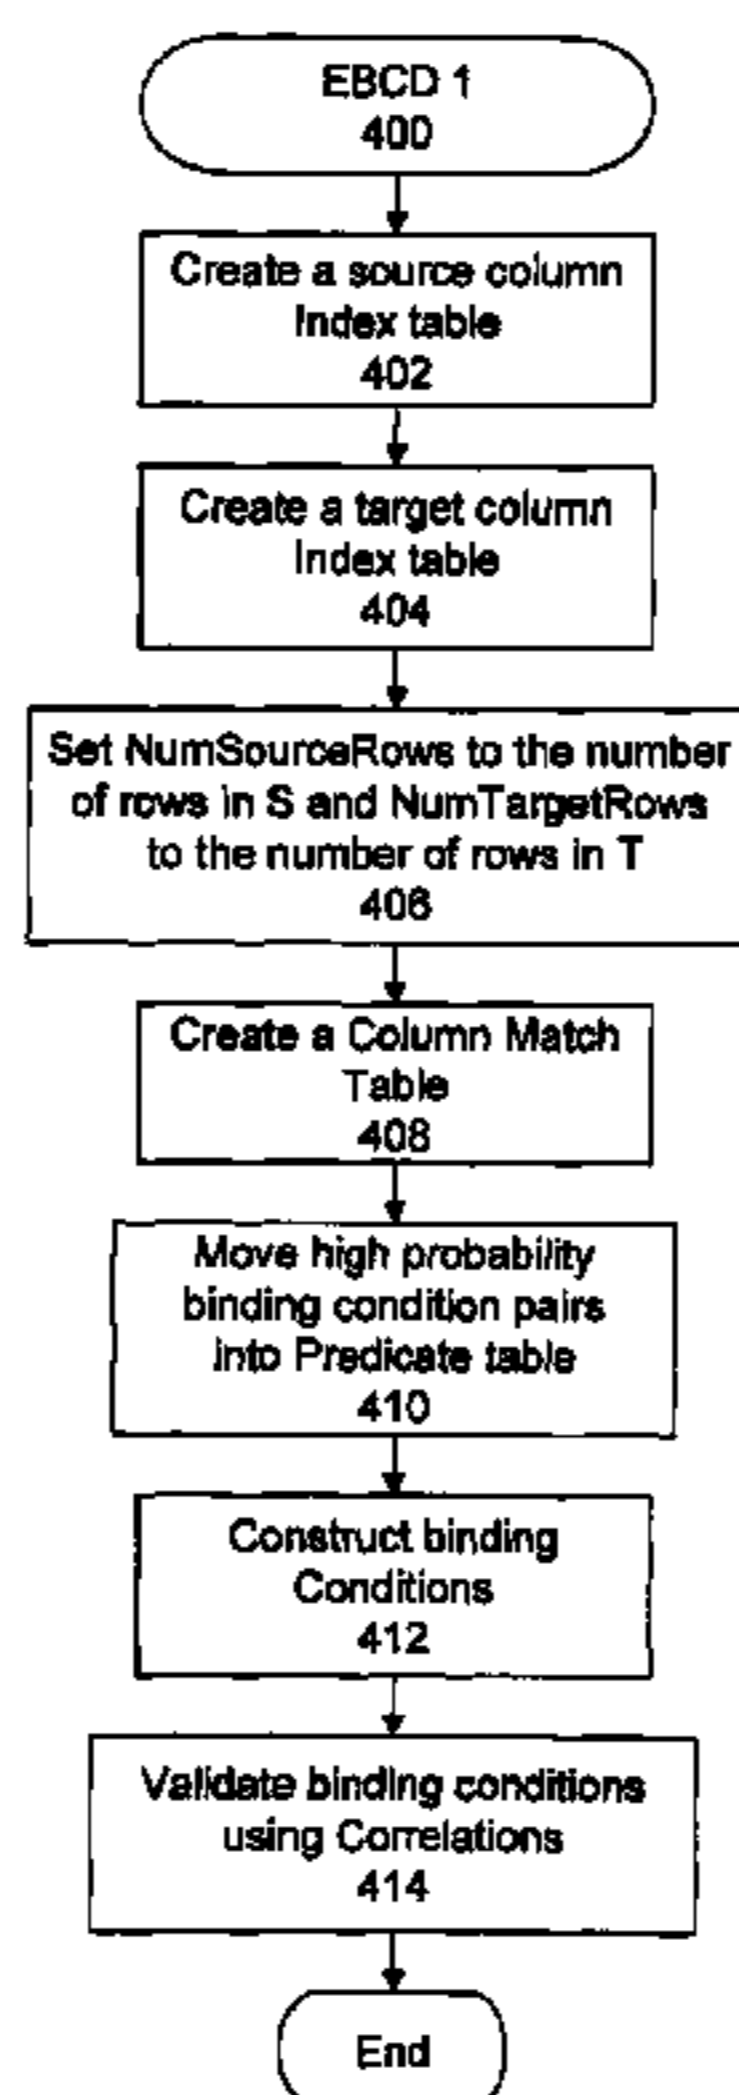 EBCD 1
400
Create a source column
Index table
402
Create a target column
Index table
404
Set NumSourceRows to the number
of rows in S and NumTargetRows
to the number of rows in T
406
Create a Column Match
Table
408
Move high probability
binding condition pairs
into Predicate table
410
Construct binding
Conditions
412
Validate binding conditions
using Correlations
414
End